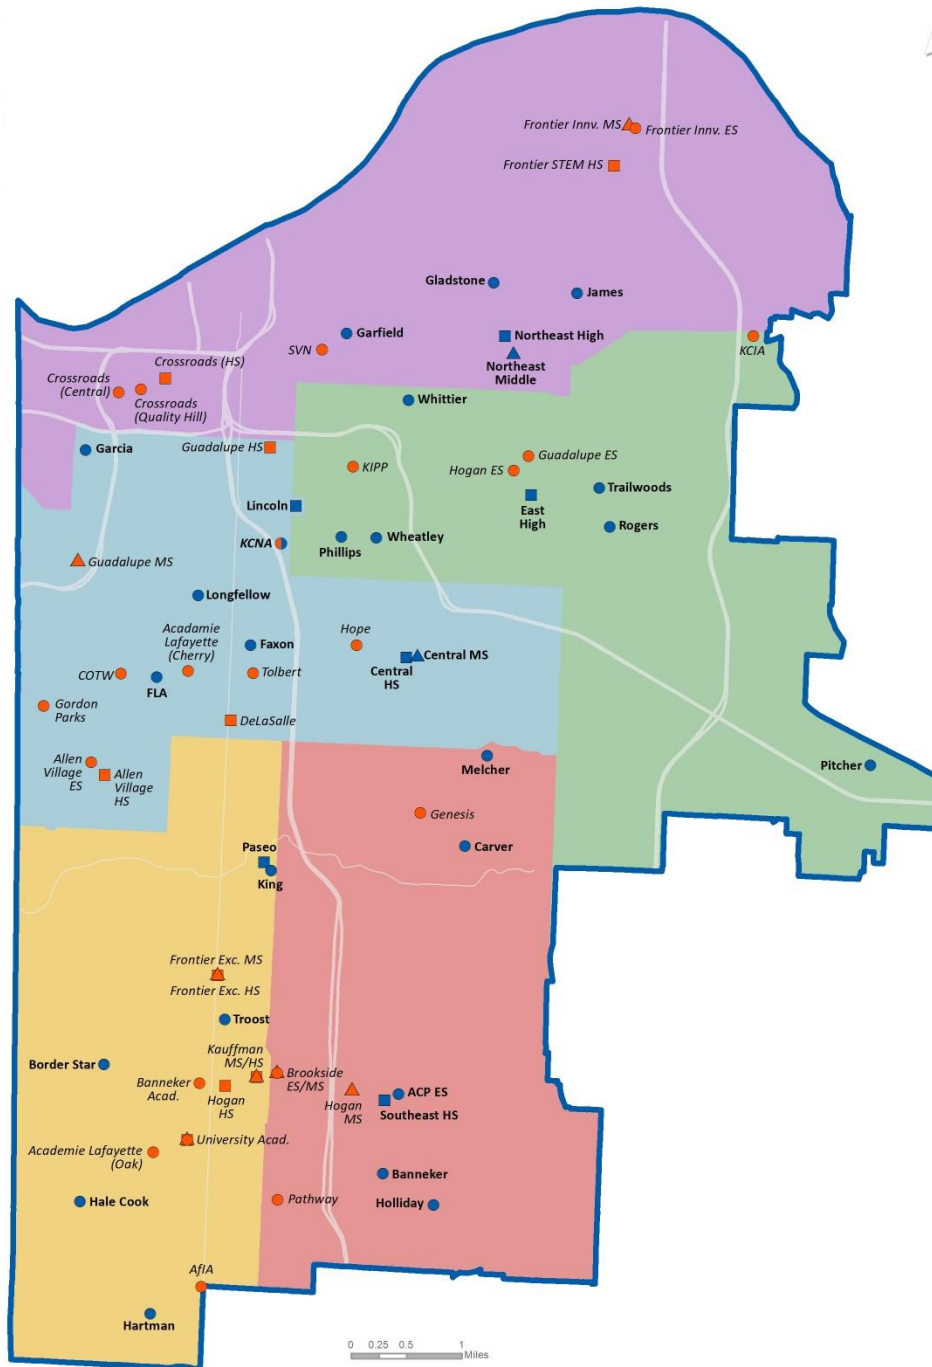 Frontier Innv. MS
Frontier Innv. ES
Frontier STEM HS
Gladstone
James
Garfield
Northeast High
SVN
KCIA
Northeast
Middle
Crossroads (HS)
Crossroads
(Central)
Crossroads
(Quality Hill)
Whittier
Garcia
Guadalupe HS
KIPP
Guadalupe ES
Hogan ES
Trailwoods
Lincoln
East
High
Rogers
KCNA
Phillips
Wheatley
Guadalupe MS
Longfellow
Acadamie
Lafayette
(Cherry)
Faxon
Hope
Central MS
Central
HS
COTW
FLA
Tolbert
Gordon
Parks
DeLaSalle
Allen
Village
ES
Allen
Village
HS
Melcher
Pitcher
Genesis
Carver
Paseo
King
Frontier Exc. MS
Frontier Exc. HS
Troost
Kauffman
MS/HS
Border Star
Brookside
ES/MS
Banneker
Acad.
Hogan
HS
Hogan
MS
ACP ES
Southeast HS
University Acad.
Academie Lafayette
(Oak)
Banneker
Hale Cook
Pathway
Holliday
AfIA
Hartman
0 0.25 0.5 1
Miles